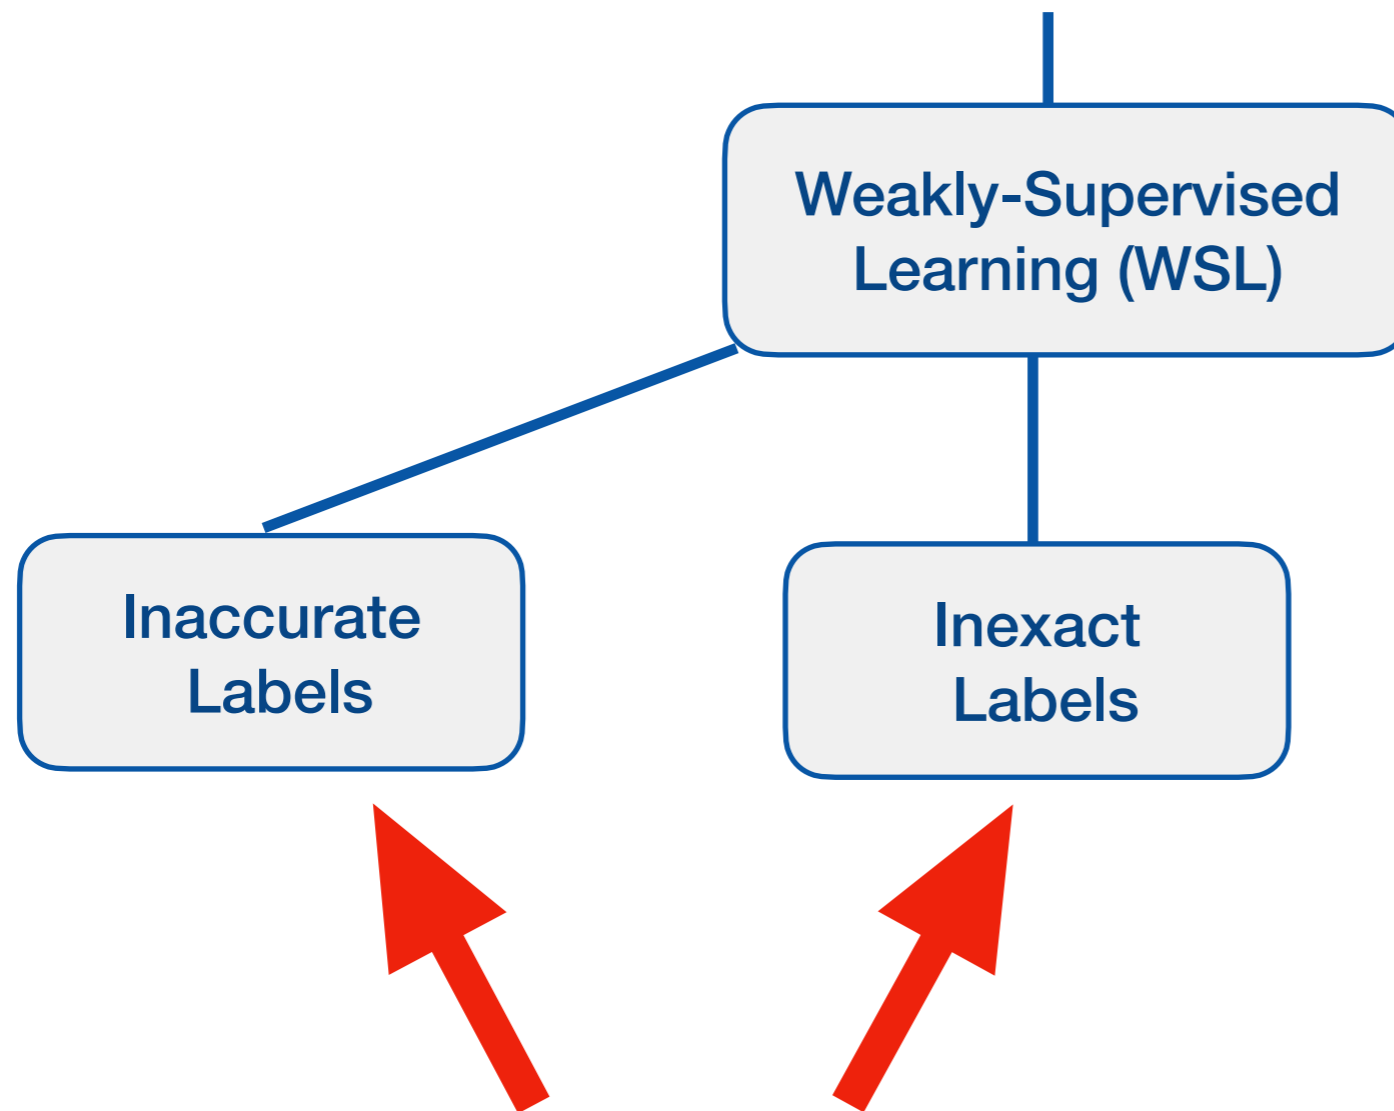 Weakly-Supervised
Learning (WSL)
Inaccurate
Labels
Inexact
Labels